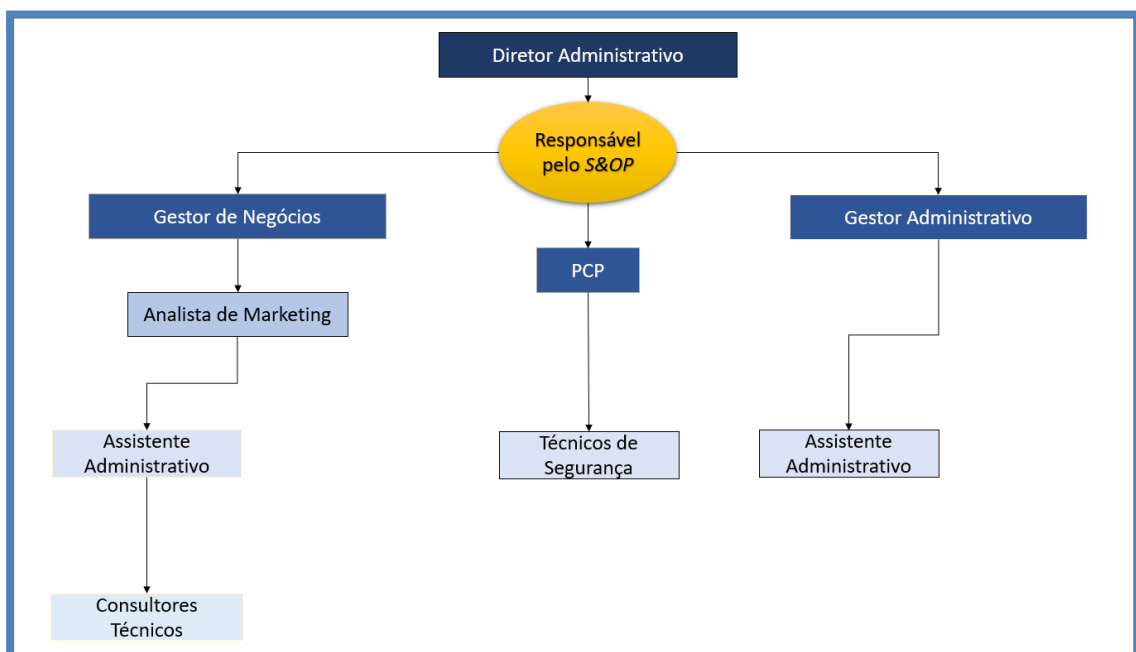 Diretor Administrativo
Responsável
pelo S&OP
Gestor de Negócios
Gestor Administrativo
PCP
Analista de Marketing
Assistente
Administrativo
Técnicos de
Segurança
Assistente
Administrativo
Consultores
Técnicos